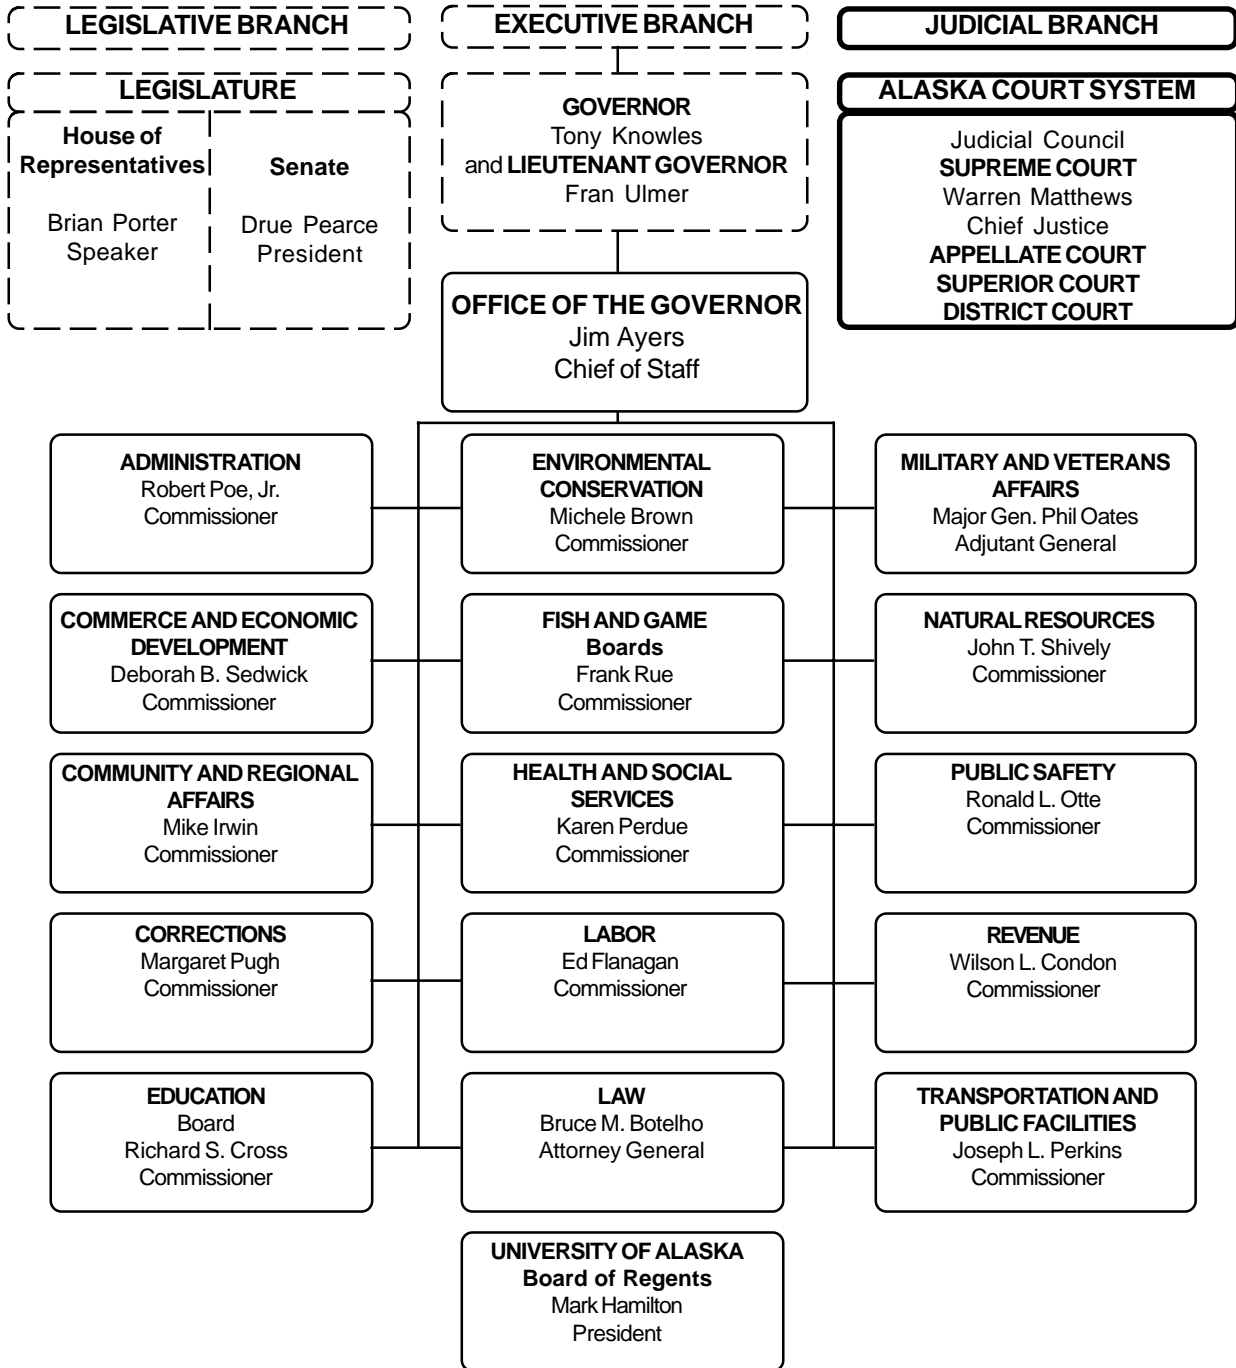 LEGISLATIVE BRANCH
LEGISLATURE
House of
Representatives
Brian Porter
Speaker
Senate
Drue Pearce
President
EXECUTIVE BRANCH
GOVERNOR
Tony Knowles
and LIEUTENANT GOVERNOR
Fran Ulmer
OFFICE OF THE GOVERNOR
Jim Ayers
Chief of Staff
JUDICIAL BRANCH
ALASKA COURT SYSTEM
Judicial Council
SUPREME COURT
Warren Matthews
Chief Justice
APPELLATE COURT
SUPERIOR COURT
DISTRICT COURT
ADMINISTRATION
Robert Poe, Jr.
Commissioner
ENVIRONMENTAL
CONSERVATION
Michele Brown
Commissioner
MILITARY AND VETERANS
AFFAIRS
Major Gen. Phil Oates
Adjutant General
COMMERCE AND ECONOMIC
DEVELOPMENT
Deborah B. Sedwick
Commissioner
FISH AND GAME
Boards
Frank Rue
Commissioner
NATURAL RESOURCES
John T. Shively
Commissioner
COMMUNITY AND REGIONAL
AFFAIRS
Mike Irwin
Commissioner
HEALTH AND SOCIAL
SERVICES
Karen Perdue
Commissioner
PUBLIC SAFETY
Ronald L. Otte
Commissioner
CORRECTIONS
Margaret Pugh
Commissioner
LABOR
Ed Flanagan
Commissioner
REVENUE
Wilson L. Condon
Commissioner
EDUCATION
Board
Richard S. Cross
Commissioner
LAW
Bruce M. Botelho
Attorney General
TRANSPORTATION AND
PUBLIC FACILITIES
Joseph L. Perkins
Commissioner
UNIVERSITY OF ALASKA
Board of Regents
Mark Hamilton
President